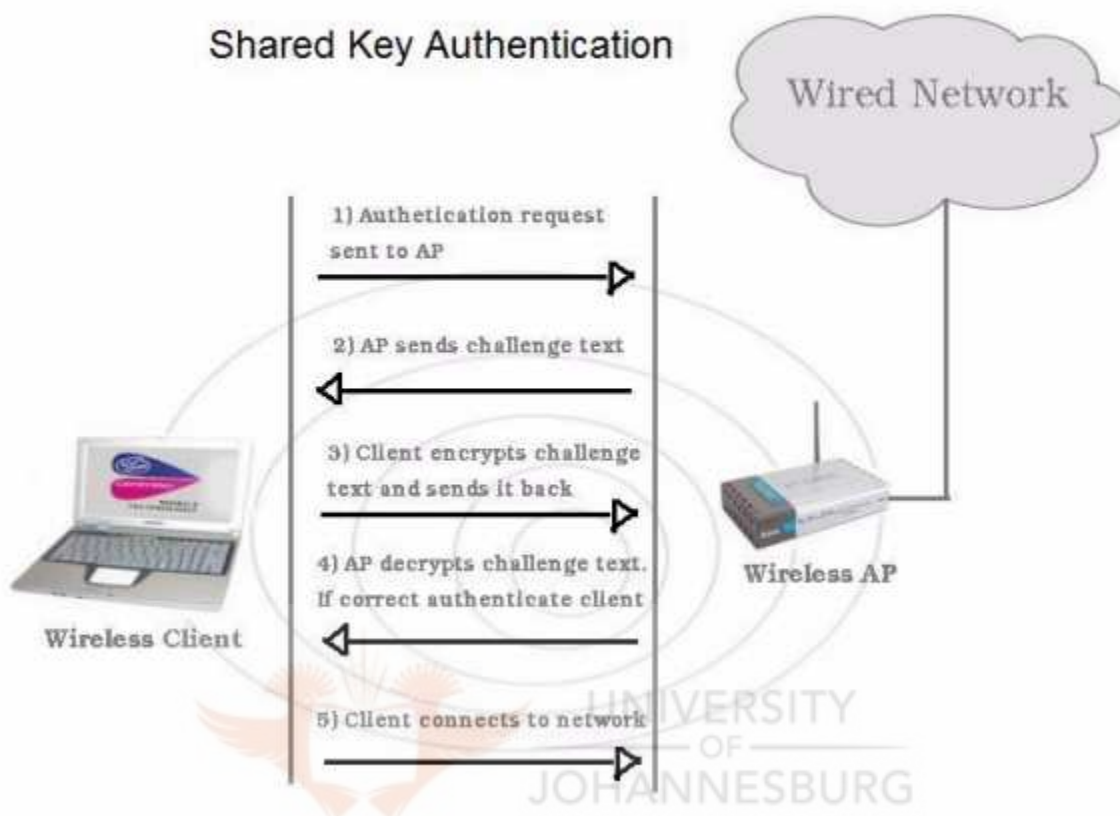 Shared Key Authentication
Wired Network
1) Authetication request
sent to AP
2) AP sends challenge text
3) Client encrypts challenge
text and sends it back
4) AP decrypts challenge text.
If correct authenticate client
5) Client connects to network
Wireless Client
Wireless AP
UNIVERSITY
OF
JOHANNESBURG